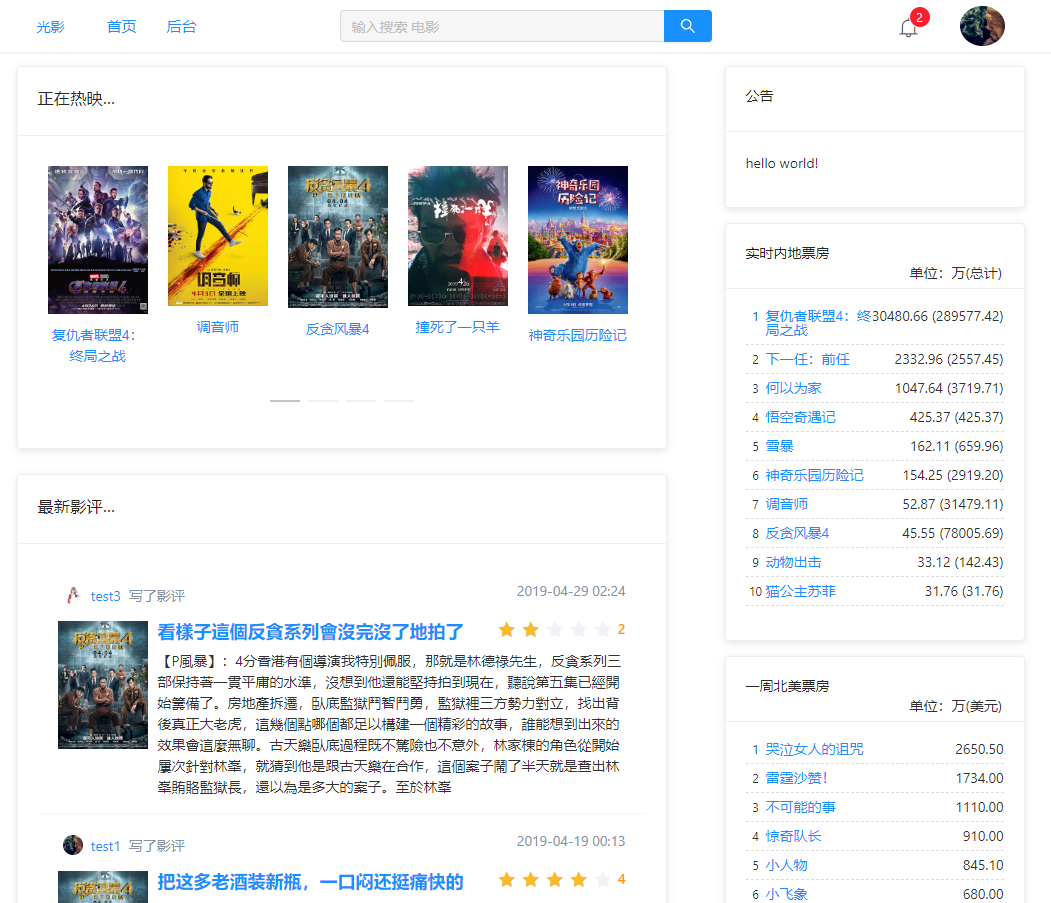 光影 首页 后台 输入搜索 电影 2
正在热映...
复仇者联盟4：
终局之战
调音师
反贪风暴4
撞死了一只羊
神奇乐园历险记
最新影评...
test3 写了影评 2019-04-29 02:24
看樣子這個反貪系列會沒完沒了地拍了 2
【P風暴】：4分香港有個導演我特別佩服，那就是林德祿先生，反貪系列三
部保持著一貫平庸的水準，沒想到他還能堅持拍到現在，聽說第五集已經開
始籌備了。房地產拆遷，臥底監獄鬥智鬥勇，監獄裡三方勢力對立，找出背
後真正大老虎，這幾個點哪個都足以構建一個精彩的故事，誰能想到出來的
效果會這麼無聊。古天樂臥底過程既不驚險也不意外，林家棟的角色從開始
屢次針對林峯，就猜到他是跟古天樂在合作，這個案子鬧了半天就是查出林
峯賄賂監獄長，還以為是多大的案子。至於林峯
test1 写了影评 2019-04-19 00:13
把这多老酒装新瓶，一口闷还挺痛快的 4
公告
hello world!
实时内地票房
单位：万(总计)
1 复仇者联盟4：终 30480.66 (289577.42)
局之战
2 下一任：前任 2332.96 (2557.45)
3 何以为家 1047.64 (3719.71)
4 悟空奇遇记 425.37 (425.37)
5 雪暴 162.11 (659.96)
6 神奇乐园历险记 154.25 (2919.20)
7 调音师 52.87 (31479.11)
8 反贪风暴4 45.55 (78005.69)
9 动物出击 33.12 (142.43)
10 猫公主苏菲 31.76 (31.76)
一周北美票房
单位：万(美元)
1 哭泣女人的诅咒 2650.50
2 雷霆沙赞！ 1734.00
3 不可能的事 1110.00
4 惊奇队长 910.00
5 小人物 845.10
6 小飞象 680.00